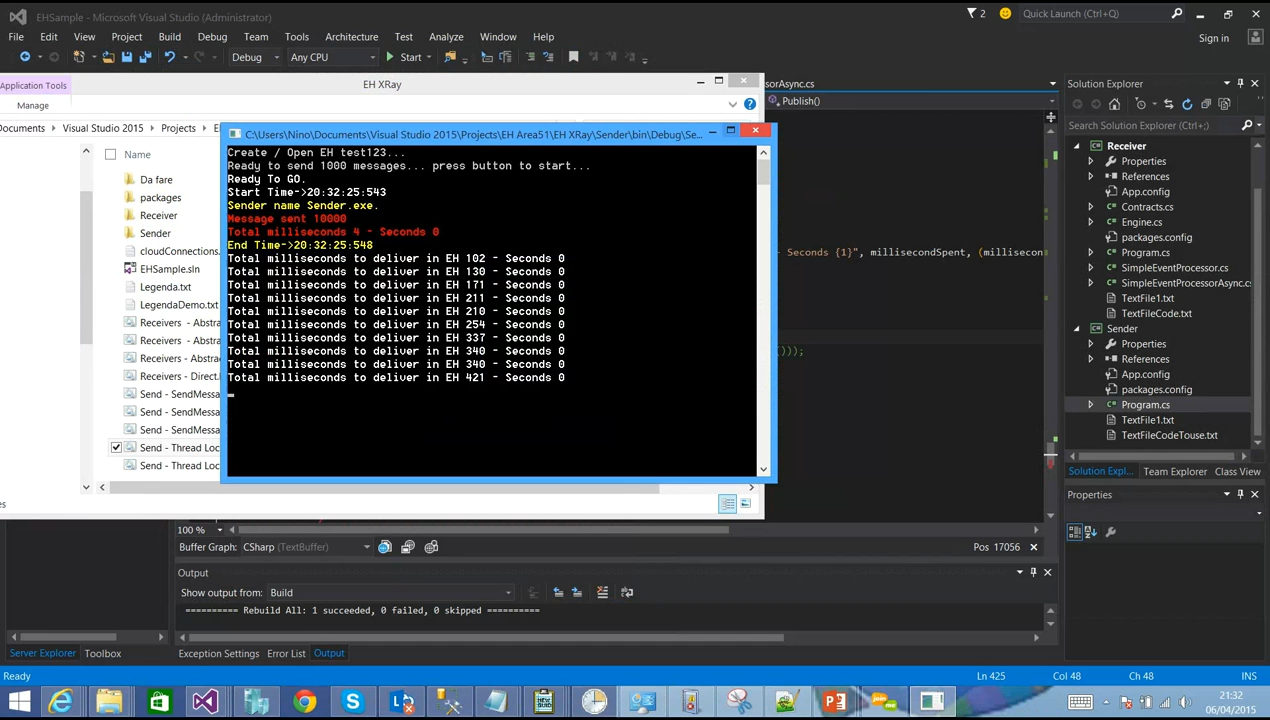 EHSample - Microsoft Visual Studio (Administrator)
2
Quick Launch (Ctrl+Q)
File Edit View Project Build Debug Team Tools Architecture Test Analyze Window Help
Sign in
Debug Any CPU Start
Application Tools
EH XRay
Manage
ocuments Visual Studio 2015 Projects
Name
Da fare
packages
Receiver
Sender
cloudConnections.
EHSample.sln
Legenda.txt
LegendaDemo.txt
Receivers - Abstra
Receivers - Abstra
Receivers - Abstrac
Receivers - Direct.
Send - SendMessa
Send - SendMessa
Send - SendMessa
Send - Thread Loc
Send - Thread Loc
C:\Users\Nino\Documents\Visual Studio 2015\Projects\EH Area51\EH XRay\Sender\bin\Debug\Se...
Create / Open EH test123...
Ready to send 1000 messages... press button to start...
Ready To GO.
Start Time->20:32:25:543
Sender name Sender.exe.
Message sent 10000
Total milliseconds 4 - Seconds 0
End Time->20:32:25:548
Total milliseconds to deliver in EH 102 - Seconds 0
Total milliseconds to deliver in EH 130 - Seconds 0
Total milliseconds to deliver in EH 171 - Seconds 0
Total milliseconds to deliver in EH 211 - Seconds 0
Total milliseconds to deliver in EH 210 - Seconds 0
Total milliseconds to deliver in EH 254 - Seconds 0
Total milliseconds to deliver in EH 337 - Seconds 0
Total milliseconds to deliver in EH 340 - Seconds 0
Total milliseconds to deliver in EH 340 - Seconds 0
Total milliseconds to deliver in EH 421 - Seconds 0
sorAsync.cs
Publish()
- Seconds {1}", millisecondSpent, (millisecon
()));
Solution Explorer
Search Solution Explorer (Ctrl+;)
Receiver
Properties
References
App.config
Contracts.cs
Engine.cs
packages.config
Program.cs
SimpleEventProcessor.cs
SimpleEventProcessorAsync.cs
TextFile1.txt
TextFileCode.txt
Sender
Properties
References
App.config
packages.config
Program.cs
TextFile1.txt
TextFileCodeTouse.txt
Solution Expl... Team Explorer Class View
Properties
100 %
Buffer Graph: CSharp (TextBuffer)
Pos 17056
Output
Show output from: Build
========== Rebuild All: 1 succeeded, 0 failed, 0 skipped ==========
Server Explorer Toolbox
Exception Settings Error List Output
Ready
Ln 425 Col 48 Ch 48 INS
21:32
06/04/2015